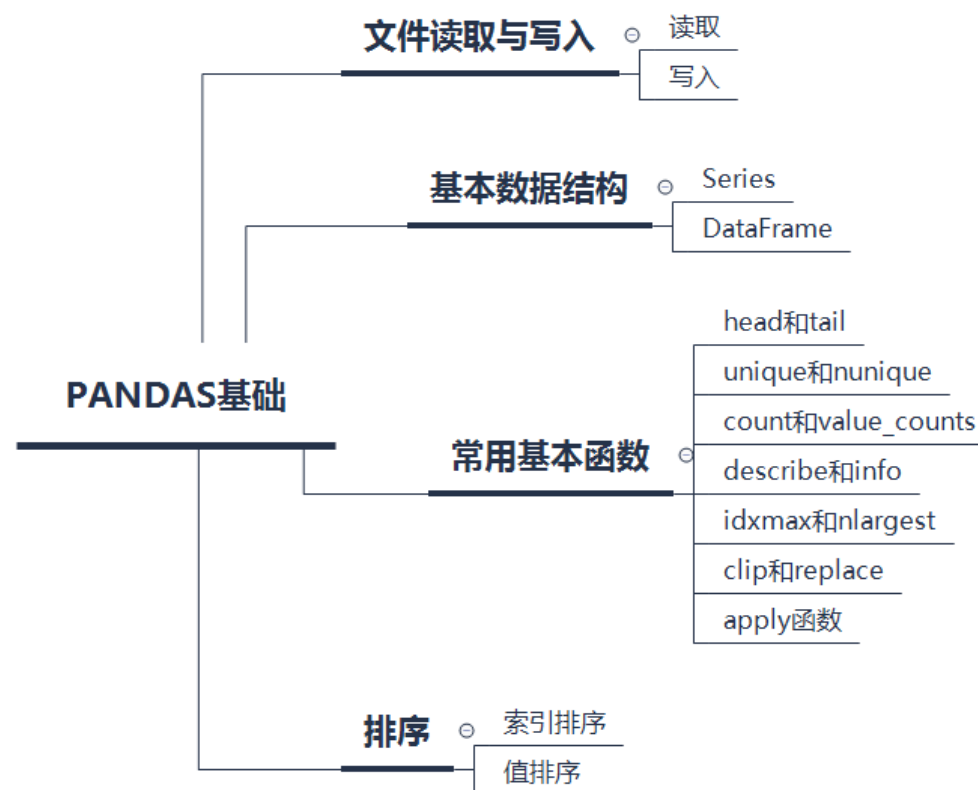 文件读取与写入
读取
写入
基本数据结构
Series
DataFrame
PANDAS基础
常用基本函数
head和tail
unique和nunique
count和value_counts
describe和info
idxmax和nlargest
clip和replace
apply函数
排序
索引排序
值排序